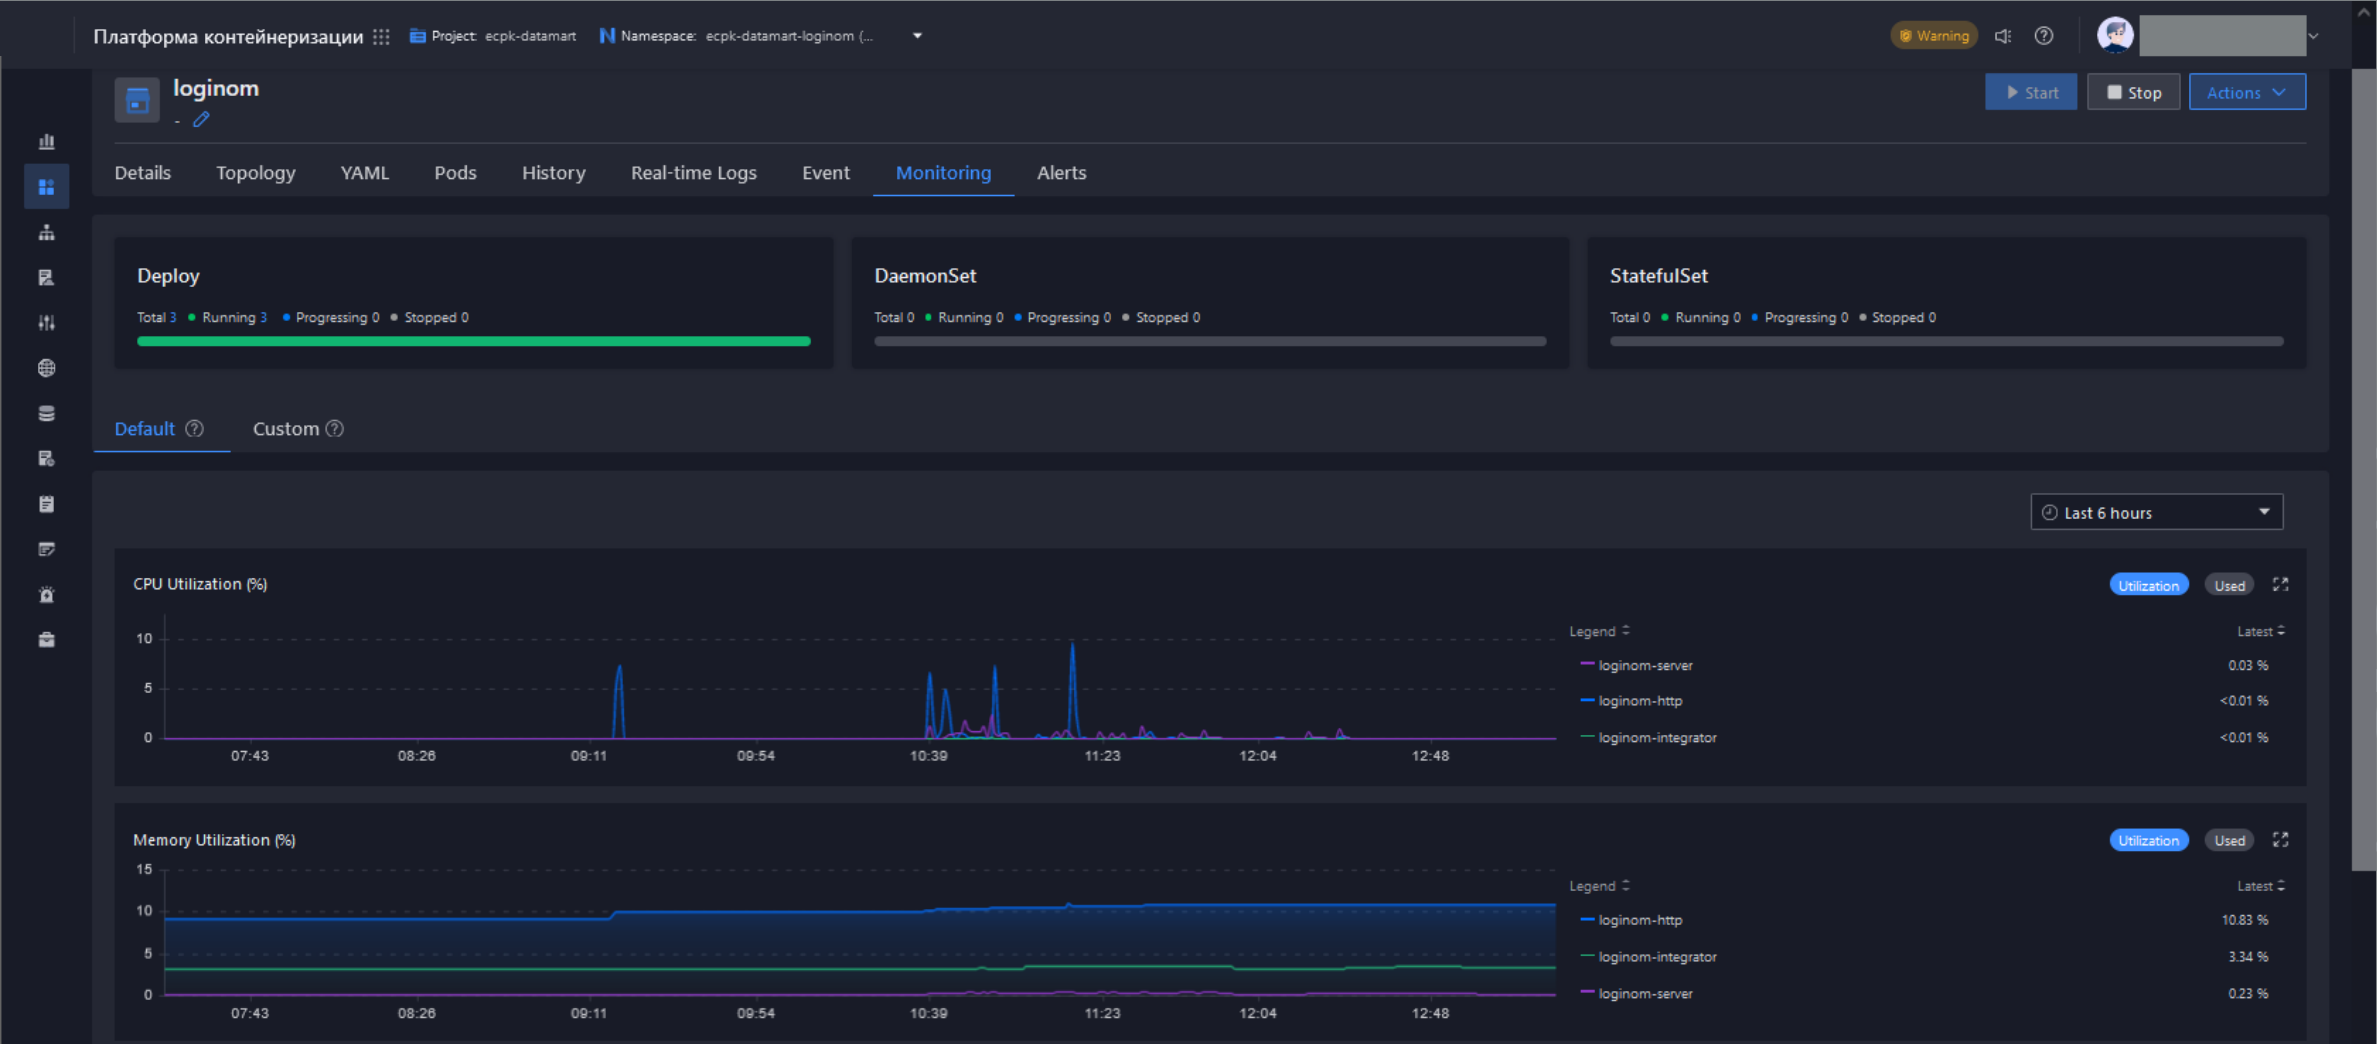 Платформа контейнеризации Project: ecpk-datamart Namespace: ecpk-datamart-loginom (... Warning
loginom
-
Start Stop Actions
Details Topology YAML Pods History Real-time Logs Event Monitoring Alerts
Deploy
Total 3 Running 3 Progressing 0 Stopped 0
DaemonSet
Total 0 Running 0 Progressing 0 Stopped 0
StatefulSet
Total 0 Running 0 Progressing 0 Stopped 0
Default Custom
Last 6 hours
CPU Utilization (%)
Utilization Used
10
5
0
07:43 08:26 09:11 09:54 10:39 11:23 12:04 12:48
Legend Latest
loginom-server 0.03 %
loginom-http <0.01 %
loginom-integrator <0.01 %
Memory Utilization (%)
Utilization Used
15
10
5
0
07:43 08:26 09:11 09:54 10:39 11:23 12:04 12:48
Legend Latest
loginom-http 10.83 %
loginom-integrator 3.34 %
loginom-server 0.23 %